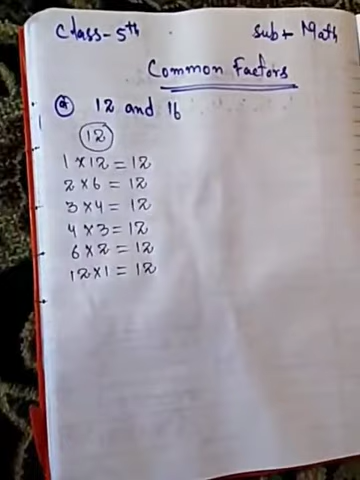 Class-5th Sub- Math
Common Factors
(a) 12 and 16
12
1 × 12 = 12
2 × 6 = 12
3 × 4 = 12
4 × 3 = 12
6 × 2 = 12
12 × 1 = 12